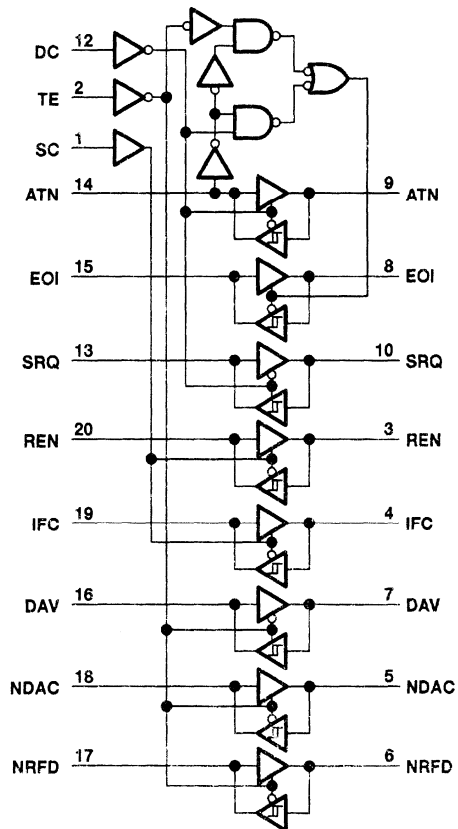 DC 12
TE 2
SC 1
ATN 14 9 ATN
EOI 15 8 EOI
SRQ 13 10 SRQ
REN 20 3 REN
IFC 19 4 IFC
DAV 16 7 DAV
NDAC 18 5 NDAC
NRFD 17 6 NRFD